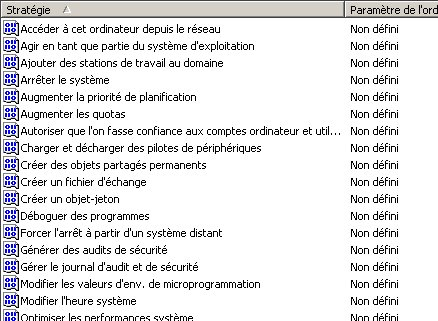 Stratégie Paramètre de l'ord
Accéder à cet ordinateur depuis le réseau Non défini
Agir en tant que partie du système d'exploitation Non défini
Ajouter des stations de travail au domaine Non défini
Arrêter le système Non défini
Augmenter la priorité de planification Non défini
Augmenter les quotas Non défini
Autoriser que l'on fasse confiance aux comptes ordinateur et util... Non défini
Charger et décharger des pilotes de périphériques Non défini
Créer des objets partagés permanents Non défini
Créer un fichier d'échange Non défini
Créer un objet-jeton Non défini
Déboguer des programmes Non défini
Forcer l'arrêt à partir d'un système distant Non défini
Générer des audits de sécurité Non défini
Gérer le journal d'audit et de sécurité Non défini
Modifier les valeurs d'env. de microprogrammation Non défini
Modifier l'heure système Non défini
Optimiser les performances système Non défini